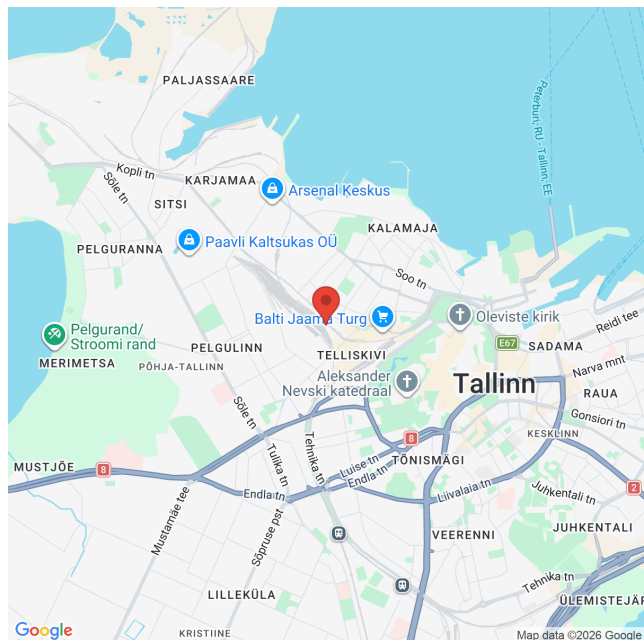 PALJASSAARE
Peterburi, RU - Tallinn, EE
Kopli tn
Sõle tn
KARJAMAA
Arsenal Keskus
SITSI
KALAMAJA
PELGURANNA
Paavli Kaltsukas OÜ
Soo tn
Balti Jaama Turg
Oleviste kirik
Reidi tee
Pelgurand/
Stroomi rand
E67
SADAMA
MERIMETSA
PELGULINN
TELLISKIVI
PÕHJA-TALLINN
Narva mnt
Aleksander
Nevski katedraal
Tallinn
RAUA
Sõle tn
Gonsiori tn
KESKLINN
8
Tulika tn
Tehnika tn
MUSTJÕE
8
Luise tn
Endla tn
TÕNISMÄGI
2
Endla tn
Liivalaia tn
Juhkentali tn
Mustamäe tee
Sõpruse pst
VEERENNI
JUHKENTALI
Tehnika tn
LILLEKÜLA
ÜLEMISTEJÄR
KRISTIINE
Google
Map data ©2026 Google